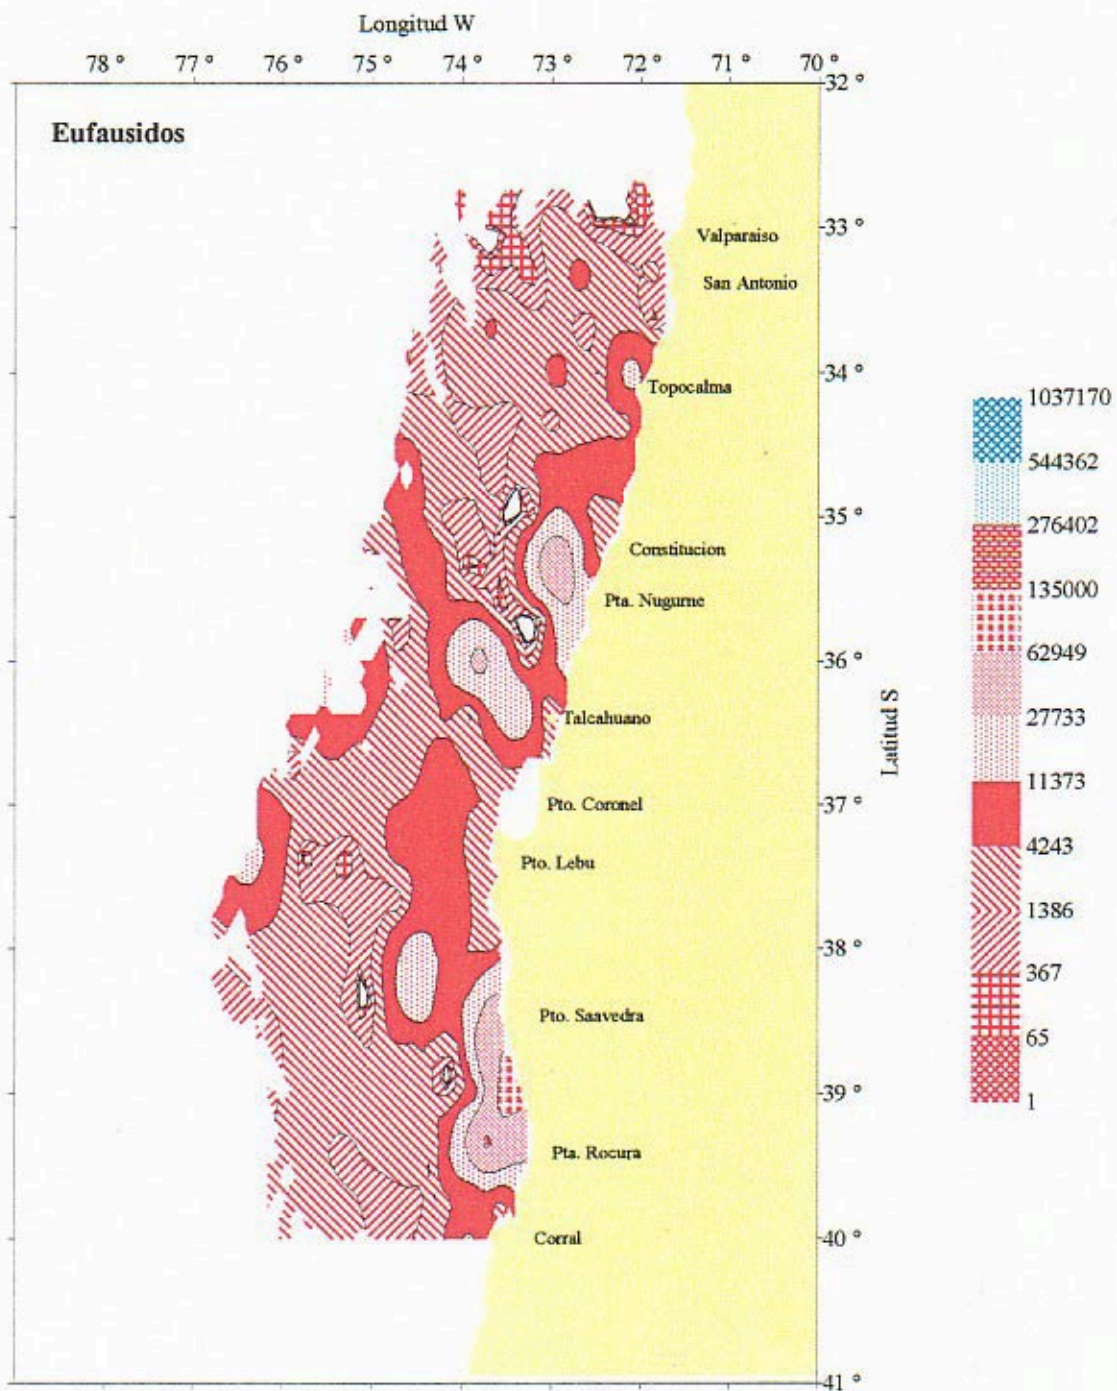 Longitud W
78 ° 77 ° 76 ° 75 ° 74 ° 73 ° 72 ° 71 ° 70 °
32 °
Eufausidos
33 °
Valparaiso
San Antonio
34 °
Topocalma
1037170
544362
35 °
276402
Constitucion
135000
Pta. Nugurne
62949
36 °
27733
Talcahuano
Latitud S
11373
37 °
Pto. Coronel
4243
Pto. Lebu
1386
38 °
367
Pto. Saavedra
65
39 °
1
Pta. Rocura
40 °
Corral
41 °